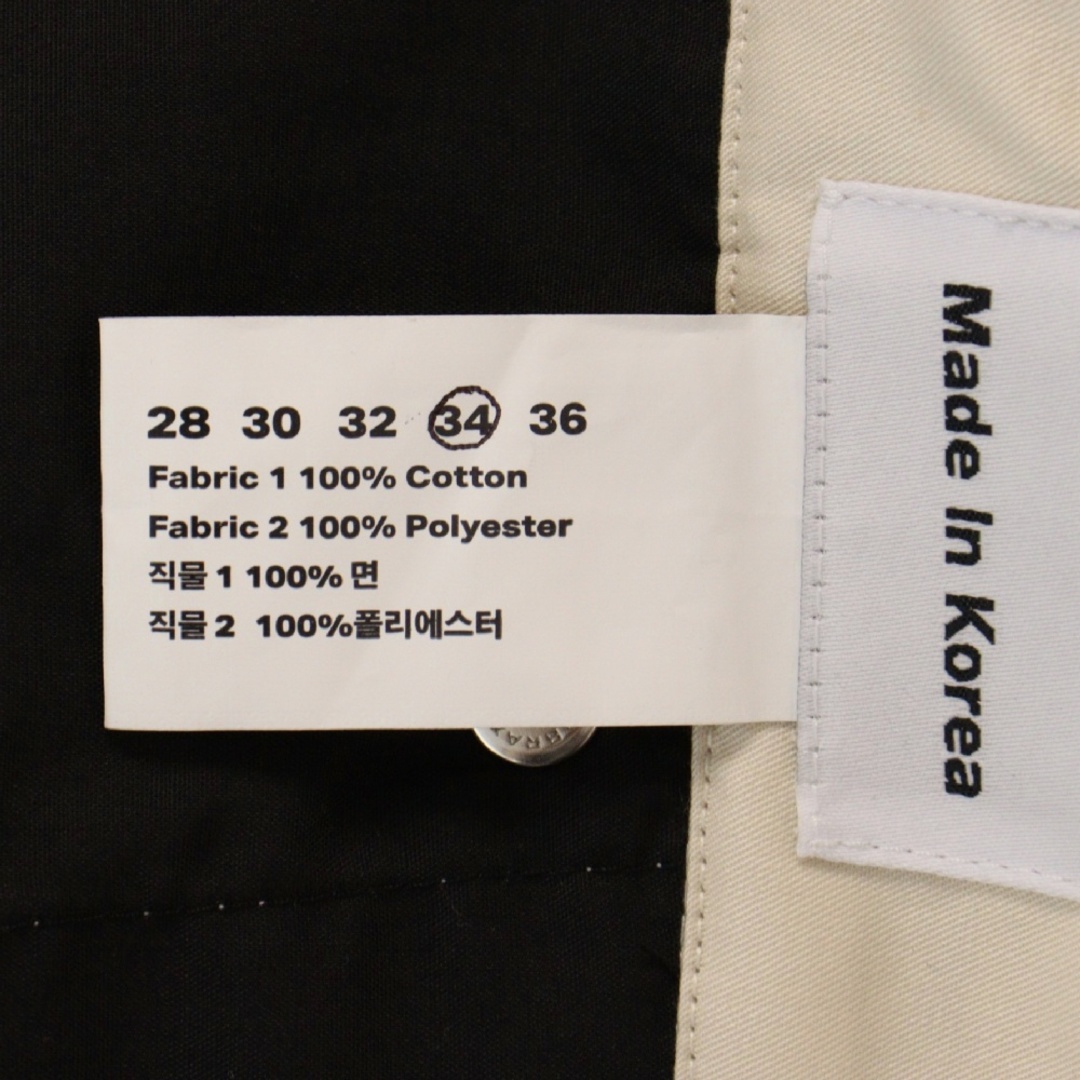 28 30 32 34 36
Fabric 1 100% Cotton
Fabric 2 100% Polyester
직물 1 100% 면
직물 2 100%폴리에스터
Made In Korea